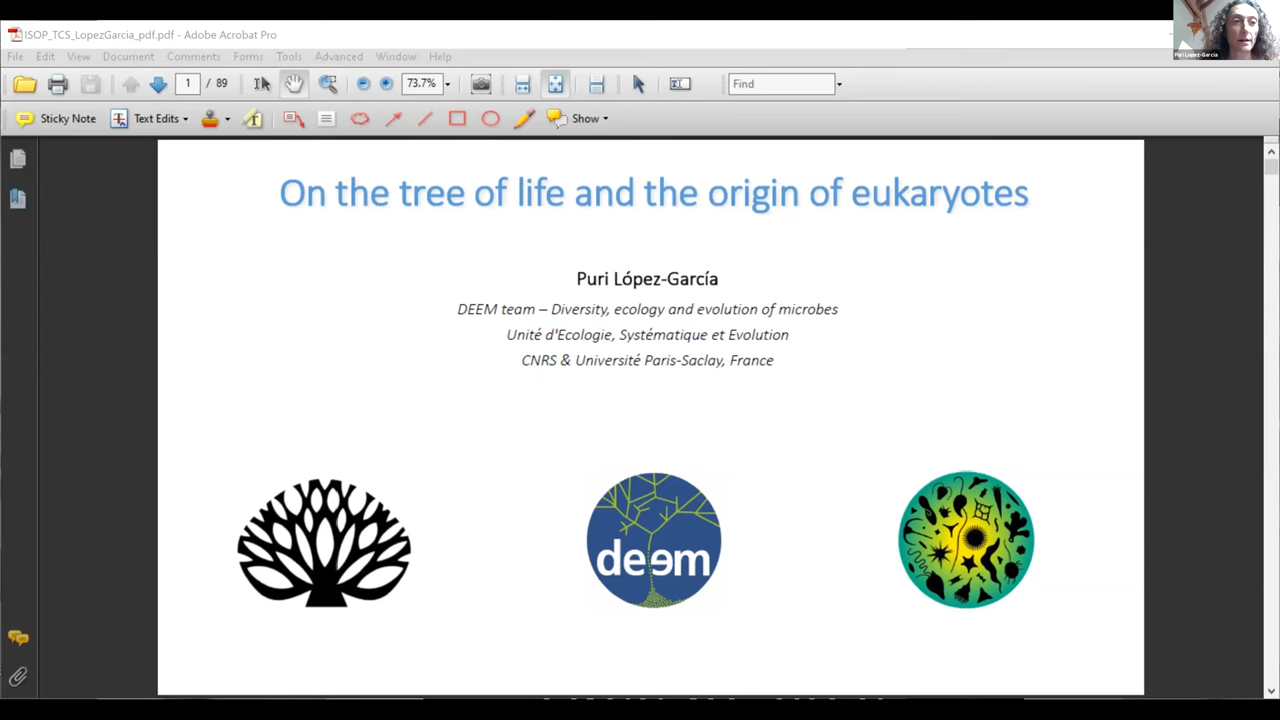 ISOP_TCS_LopezGarcia_pdf.pdf - Adobe Acrobat Pro
Puri Lopez-Garcia
File Edit View Document Comments Forms Tools Advanced Window Help
1 / 89 73.7% Find
Sticky Note Text Edits Show
On the tree of life and the origin of eukaryotes
Puri López-García
DEEM team – Diversity, ecology and evolution of microbes
Unité d'Ecologie, Systématique et Evolution
CNRS & Université Paris-Saclay, France
deem